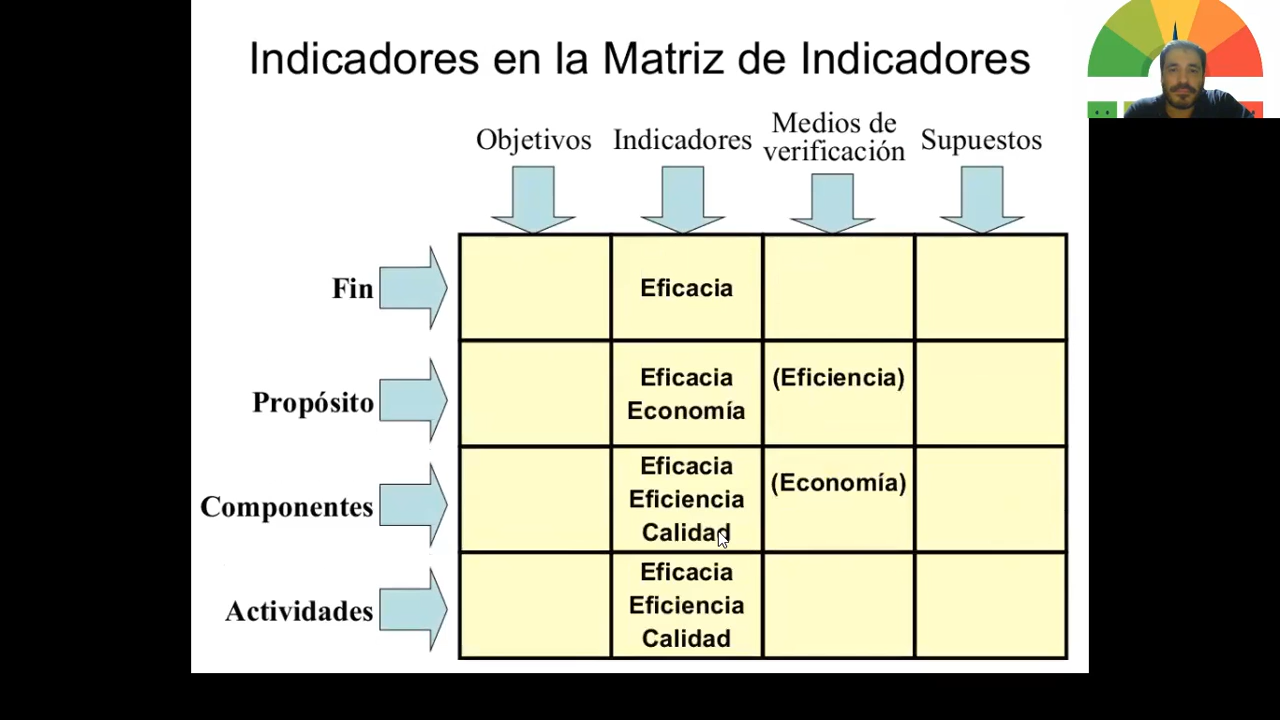 Indicadores en la Matriz de Indicadores
Objetivos
Indicadores
Medios de
verificación
Supuestos
Fin
Eficacia
Propósito
Eficacia
Economía
(Eficiencia)
Componentes
Eficacia
Eficiencia
Calidad
(Economía)
Actividades
Eficacia
Eficiencia
Calidad